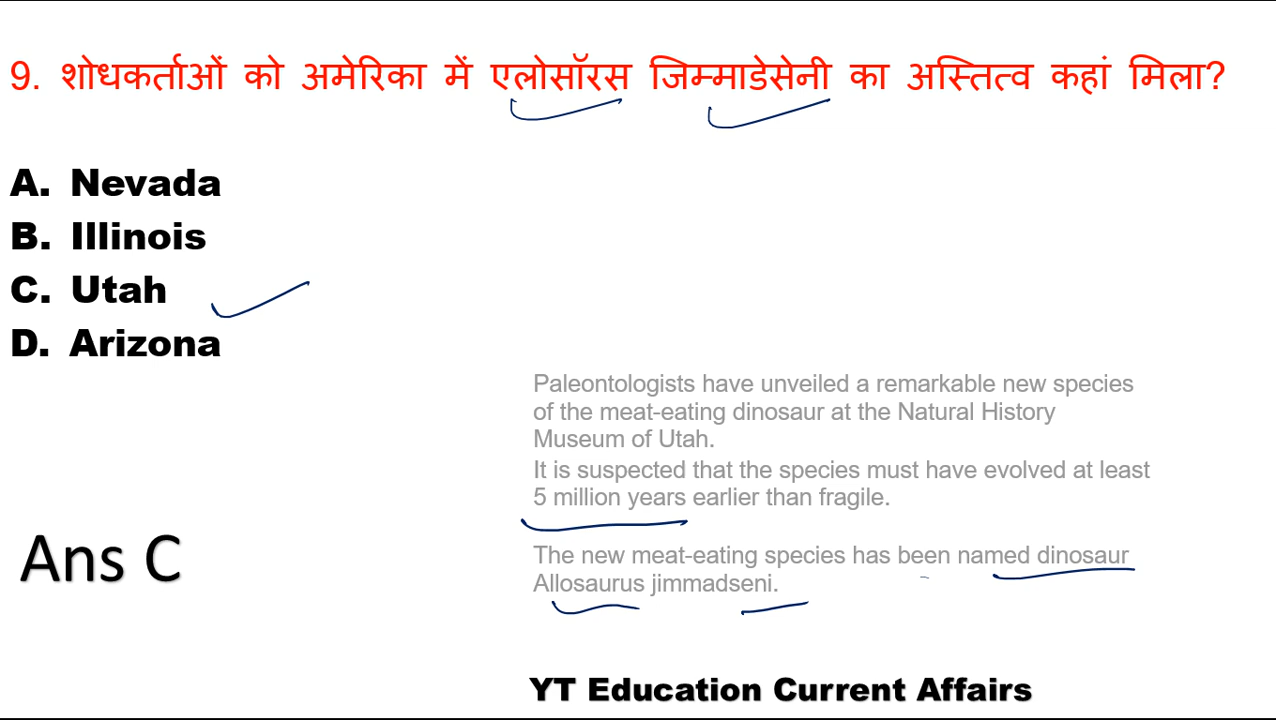 9. शोधकर्ताओं को अमेरिका में एलोसॉरस जिम्माडेसेनी का अस्तित्व कहां मिला?
A. Nevada
B. Illinois
C. Utah
D. Arizona
Paleontologists have unveiled a remarkable new species
of the meat-eating dinosaur at the Natural History
Museum of Utah.
It is suspected that the species must have evolved at least
5 million years earlier than fragile.
Ans C
The new meat-eating species has been named dinosaur
Allosaurus jimmadseni.
YT Education Current Affairs